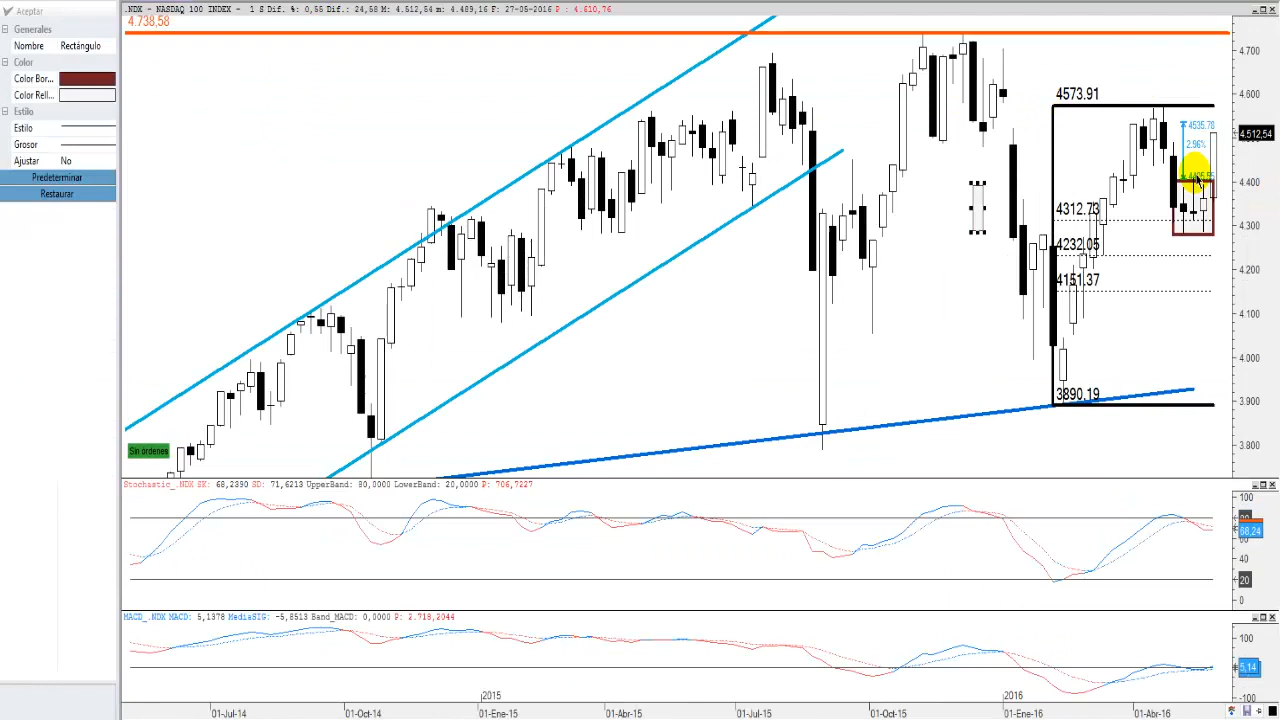 Aceptar
.NDX - NASDAQ 100 INDEX - 1 S Dif. %: 0,55 Dif.: 24,58 M: 4.512,54 m: 4.489,16 F: 27-05-2016 P : 4.610,76
4.738,58
Generales
Nombre Rectángulo
Color
Color Bor...
Color Rell...
Estilo
Estilo
Grosor
Ajustar No
Predeterminar
Restaurar
4.700
4.600
4.512,54
4.400
4.300
4.200
4.100
4.000
3.900
3.800
4573.91
4535.78
2.96%
4312.73
4232.05
4151.37
3890.19
Sin órdenes
Stochastic_.NDX SK: 68,2390 SD: 71,6213 UpperBand: 80,0000 LowerBand: 20,0000 P: 706,7227
100
80
68,24
60
40
20
0
MACD_.NDX MACD: 5,1378 MediaSIG: -5,8513 Band_MACD: 0,0000 P: 2.718,2044
100
5,14
-100
2015 2016
01-Jul-14 01-Oct-14 01-Ene-15 01-Abr-15 01-Jul-15 01-Oct-15 01-Ene-16 01-Abr-16